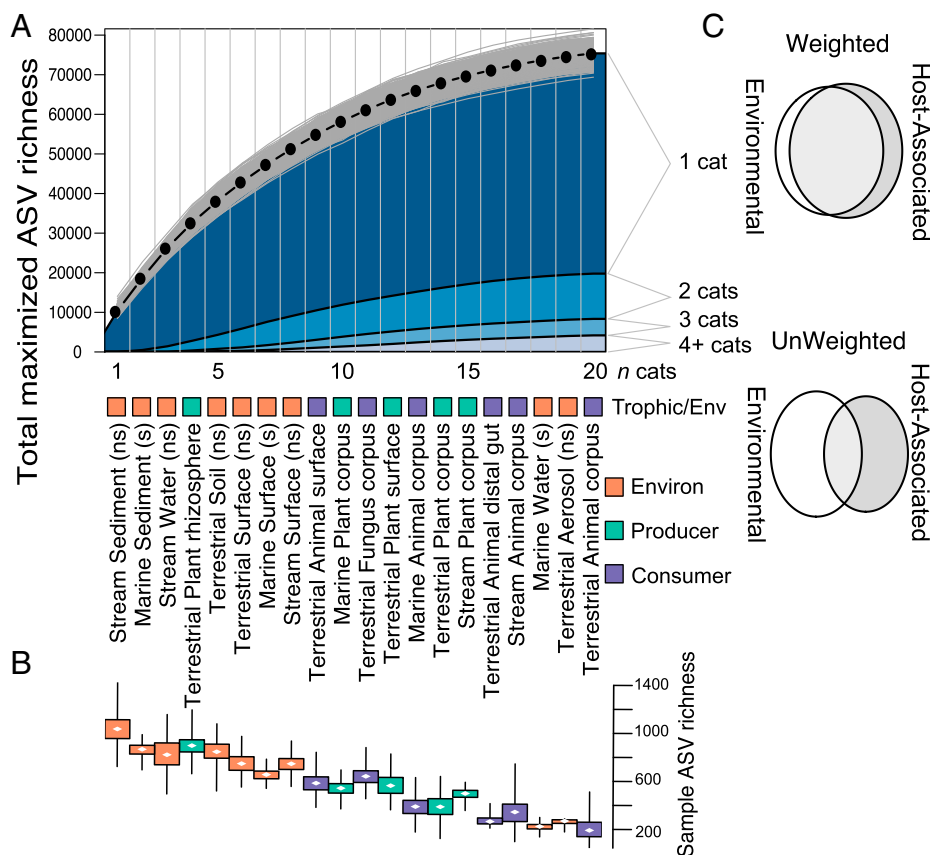 A
Total maximized ASV richness
80000
70000
60000
50000
40000
30000
20000
10000
0
1 5 10 15 20 n cats
1 cat
2 cats
3 cats
4+ cats
Trophic/Env
Stream Sediment (ns)
Marine Sediment (s)
Stream Water (ns)
Terrestrial Plant rhizosphere
Terrestrial Soil (ns)
Terrestrial Surface (ns)
Marine Surface (s)
Stream Surface (ns)
Terrestrial Animal surface
Marine Plant corpus
Terrestrial Fungus corpus
Terrestrial Plant surface
Marine Animal corpus
Terrestrial Plant corpus
Stream Plant corpus
Terrestrial Animal distal gut
Stream Animal corpus
Marine Water (s)
Terrestrial Aerosol (ns)
Terrestrial Animal corpus
Environ
Producer
Consumer
B
1400
1000
600
200
Sample ASV richness
C
Weighted
Environmental
Host-Associated
UnWeighted
Environmental
Host-Associated